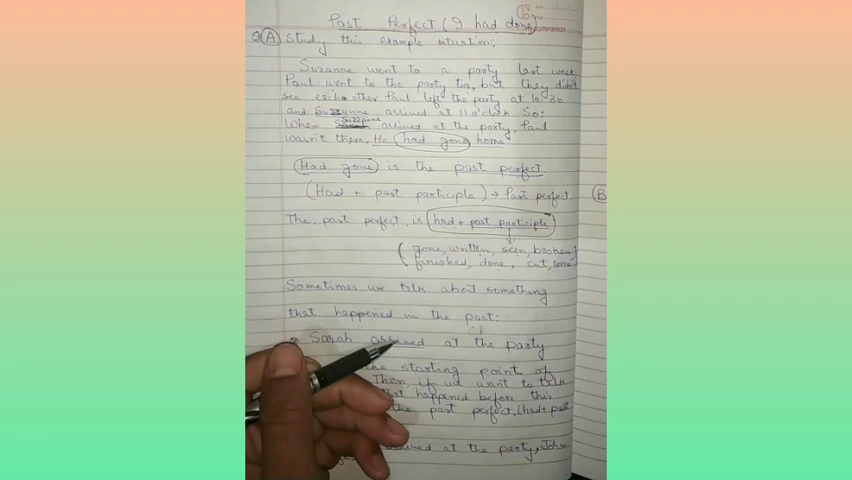 Past Perfect (I had done)
companion
(A) Study this example situation:
Suzanne went to a party last week
Paul went to the party too, but they didn't
see each other Paul left the party at 10:30
and Suzanne arrived at 11 o'clock So:
When Suzzane arrived at the party, Paul
wasn't there. He had gone home
Had gone is the past perfect
(Had + past participle) → Past perfect
(B)
The past perfect is had + past participle
(gone, written, seen, broken
finished, done, cut,
Sometimes we talk about something
that happened in the past:
Sarah arrived at the party
the starting point of
Then, if we want to talk
happened before this
the past perfect (had + past
arrived at the party, John